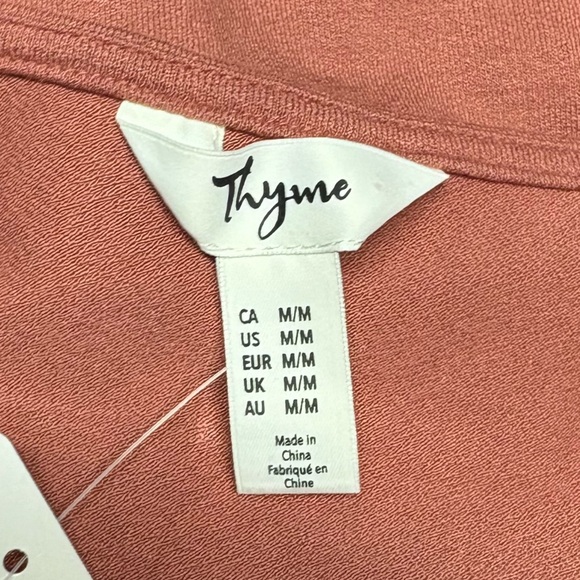 Thyme
CA M/M
US M/M
EUR M/M
UK M/M
AU M/M
Made in
China
Fabriqué en
Chine